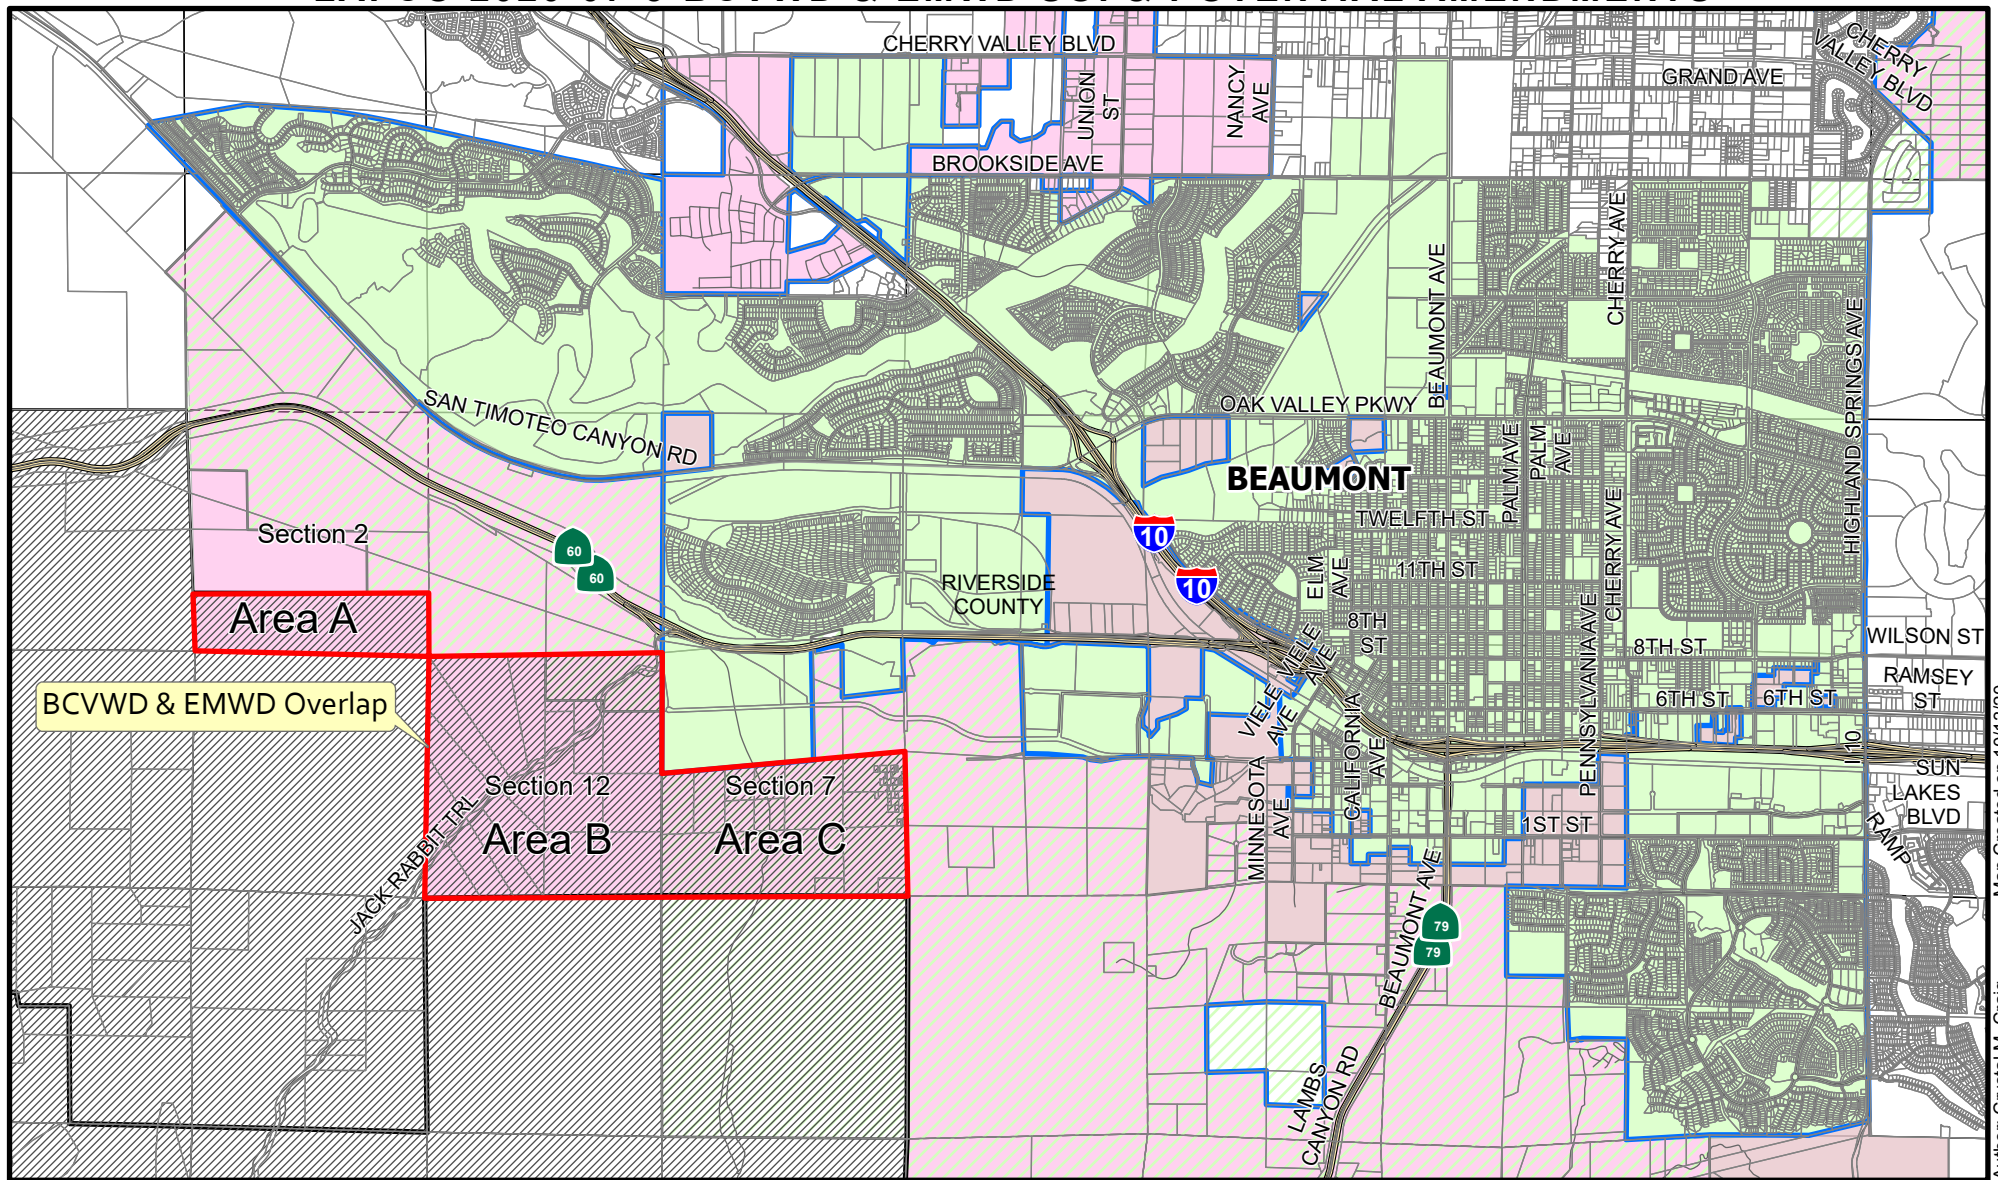 CHERRY VALLEY BLVD
CHERRY
VALLEY BLVD
GRAND AVE
UNION
ST
NANCY
AVE
BROOKSIDE AVE
CHERRY AVE
BEAUMONT AVE
HIGHLAND SPRINGS AVE
SAN TIMOTEO CANYON RD
OAK VALLEY PKWY
PALM AVE
PALM
AVE
BEAUMONT
CHERRY AVE
TWELFTH ST
Section 2
10
60
60
10
11TH ST
ELM
AVE
RIVERSIDE
COUNTY
Area A
8TH
ST
PENNSYLVANIA AVE
8TH ST
WILSON ST
VIELE
AVE
RAMSEY
ST
BCVWD & EMWD Overlap
6TH ST
6TH ST
VIELE
AVE
CALIFORNIA
AVE
I 10
SUN
LAKES
BLVD
Section 12
Section 7
MINNESOTA
AVE
Area B
Area C
1ST ST
RAMP
JACK RABBIT TRL
BEAUMONT AVE
79
79
LAMBS
CANYON RD